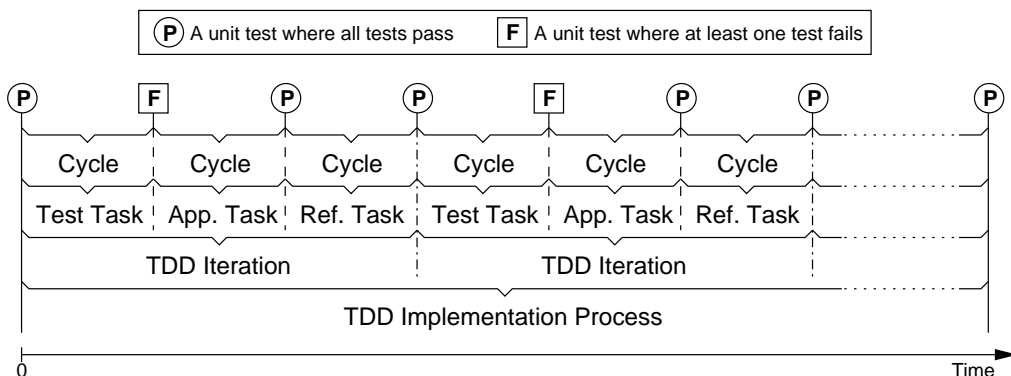 P A unit test where all tests pass F A unit test where at least one test fails
P F P P F P P P
Cycle Cycle Cycle Cycle Cycle Cycle
Test Task App. Task Ref. Task Test Task App. Task Ref. Task
TDD Iteration TDD Iteration
TDD Implementation Process
0 Time